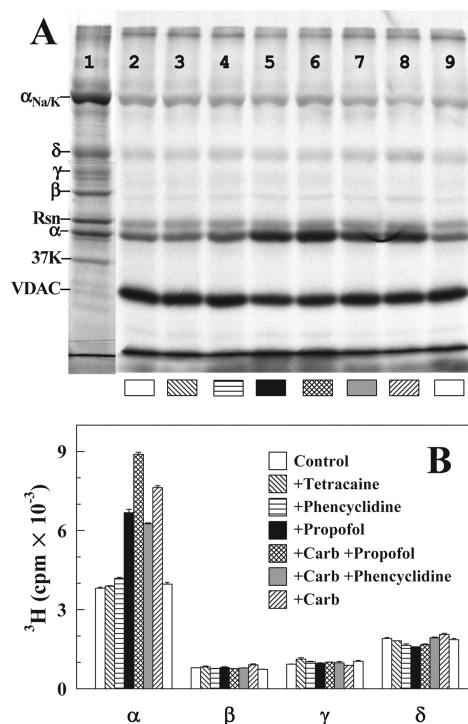 A
1 2 3 4 5 6 7 8 9
αNa/K
δ
γ
β
Rsn
α
37K
VDAC
B
³H (cpm × 10⁻³)
9
6
3
0
Control
+Tetracaine
+Phencyclidine
+Propofol
+Carb +Propofol
+Carb +Phencyclidine
+Carb
α β γ δ